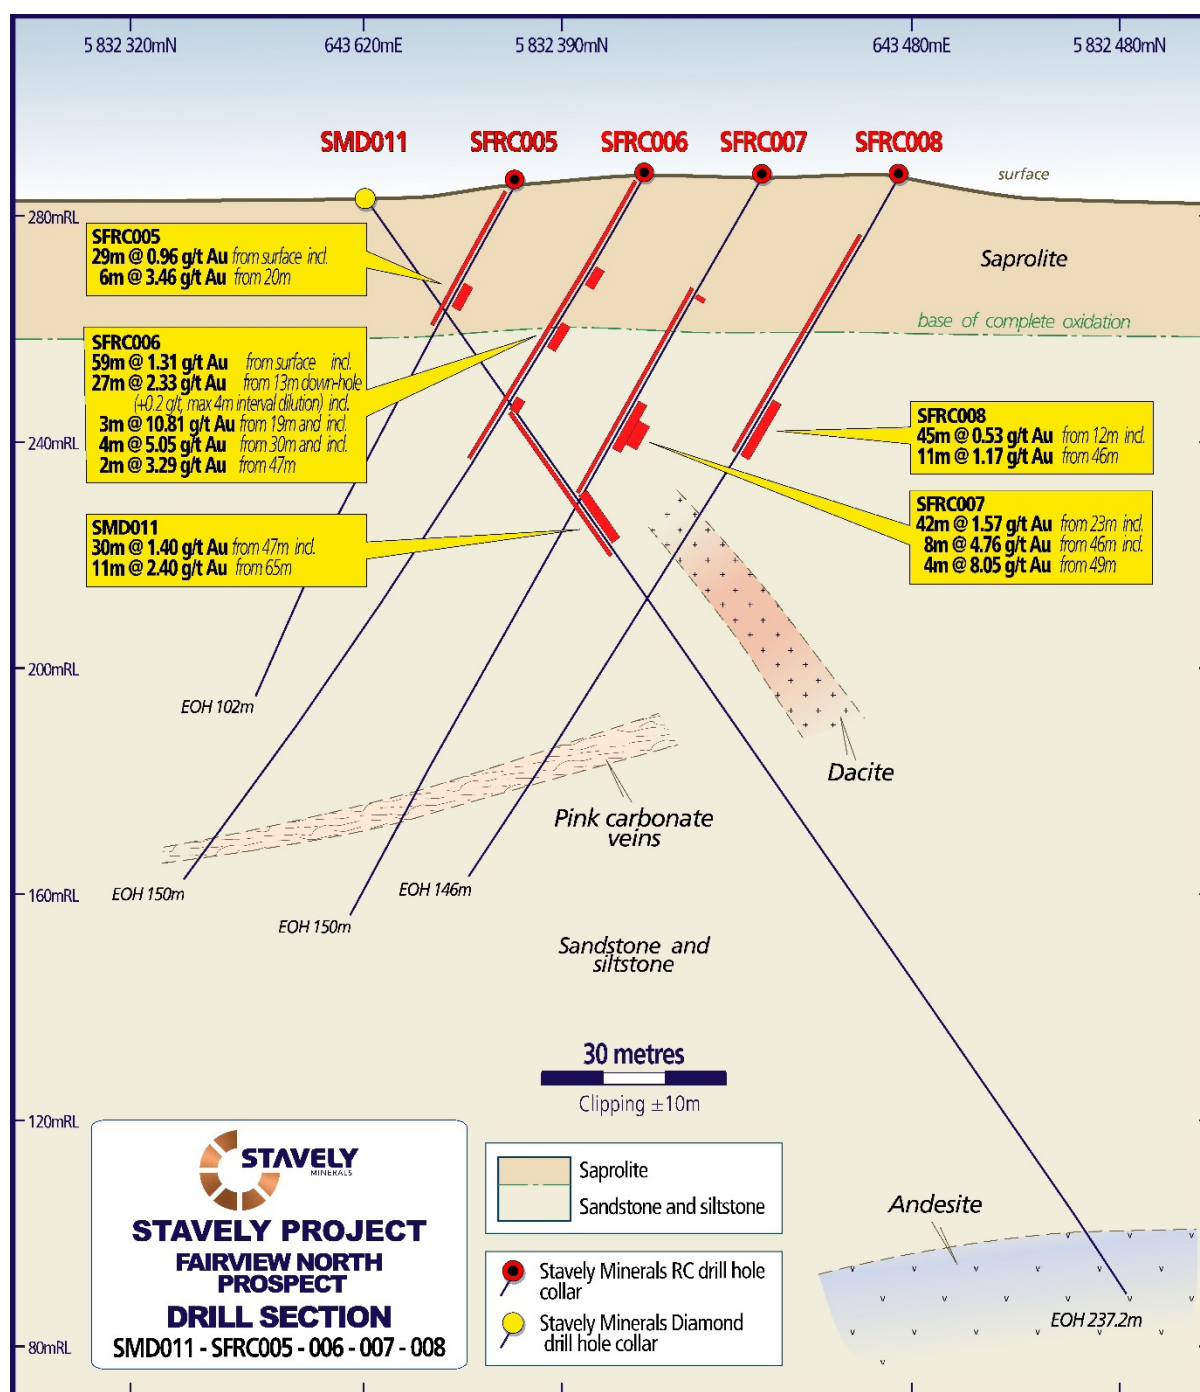 5 832 320mN 643 620mE 5 832 390mN 643 480mE 5 832 480mN
SMD011 SFRC005 SFRC006 SFRC007 SFRC008
surface
280mRL
SFRC005
29m @ 0.96 g/t Au from surface incl.
6m @ 3.46 g/t Au from 20m
Saprolite
base of complete oxidation
SFRC006
59m @ 1.31 g/t Au from surface incl.
27m @ 2.33 g/t Au from 13m down-hole
(+0.2 g/t, max 4m interval dilution) incl.
3m @ 10.81 g/t Au from 19m and incl.
4m @ 5.05 g/t Au from 30m and incl.
2m @ 3.29 g/t Au from 47m
240mRL
SFRC008
45m @ 0.53 g/t Au from 12m incl.
11m @ 1.17 g/t Au from 46m
SFRC007
42m @ 1.57 g/t Au from 23m incl.
8m @ 4.76 g/t Au from 46m incl.
4m @ 8.05 g/t Au from 49m
SMD011
30m @ 1.40 g/t Au from 47m incl.
11m @ 2.40 g/t Au from 65m
200mRL
EOH 102m
Dacite
Pink carbonate
veins
160mRL
EOH 150m
EOH 146m
EOH 150m
Sandstone and
siltstone
30 metres
Clipping ±10m
120mRL
STAVELY
MINERALS
STAVELY PROJECT
FAIRVIEW NORTH
PROSPECT
DRILL SECTION
SMD011 - SFRC005 - 006 - 007 - 008
Saprolite
Sandstone and siltstone
Stavely Minerals RC drill hole
collar
Stavely Minerals Diamond
drill hole collar
Andesite
EOH 237.2m
80mRL